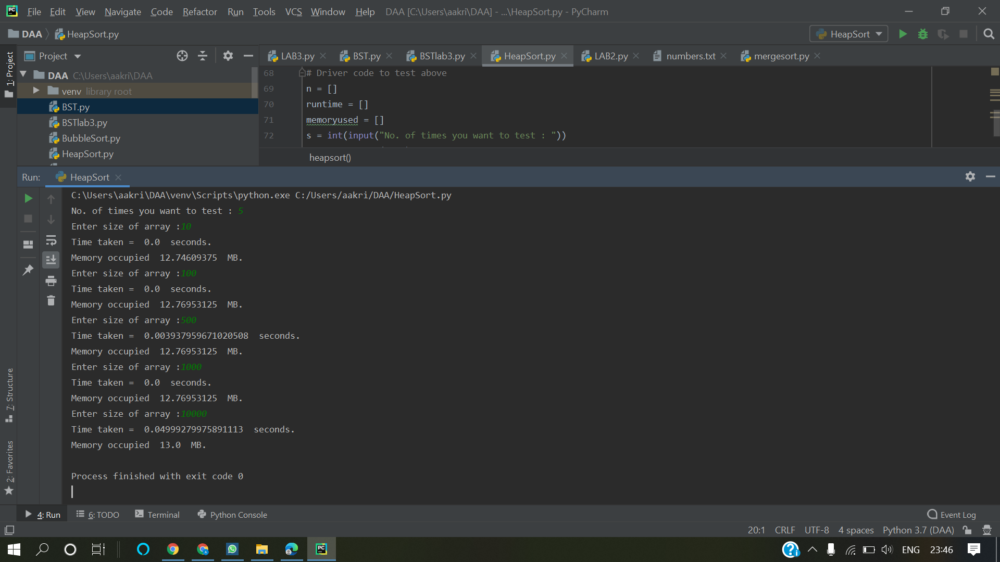 File Edit View Navigate Code Refactor Run Tools VCS Window Help DAA [C:\Users\aakri\DAA] - ...\HeapSort.py - PyCharm
DAA HeapSort.py HeapSort
1: Project
Project
LAB3.py BST.py BSTlab3.py HeapSort.py LAB2.py numbers.txt mergesort.py
DAA C:\Users\aakri\DAA
venv library root
BST.py
BSTlab3.py
BubbleSort.py
HeapSort.py
68 # Driver code to test above
69 n = []
70 runtime = []
71 memoryused = []
72 s = int(input("No. of times you want to test : "))
heapsort()
Run: HeapSort
C:\Users\aakri\DAA\venv\Scripts\python.exe C:/Users/aakri/DAA/HeapSort.py
No. of times you want to test : 5
Enter size of array :10
Time taken =  0.0  seconds.
Memory occupied  12.74609375  MB.
Enter size of array :100
Time taken =  0.0  seconds.
Memory occupied  12.76953125  MB.
Enter size of array :500
Time taken =  0.003937959671020508  seconds.
Memory occupied  12.76953125  MB.
Enter size of array :1000
Time taken =  0.0  seconds.
Memory occupied  12.76953125  MB.
Enter size of array :10000
Time taken =  0.04999279975891113  seconds.
Memory occupied  13.0  MB.
Process finished with exit code 0
7: Structure
2: Favorites
4: Run 6: TODO Terminal Python Console Event Log
20:1 CRLF UTF-8 4 spaces Python 3.7 (DAA)
ENG 23:46